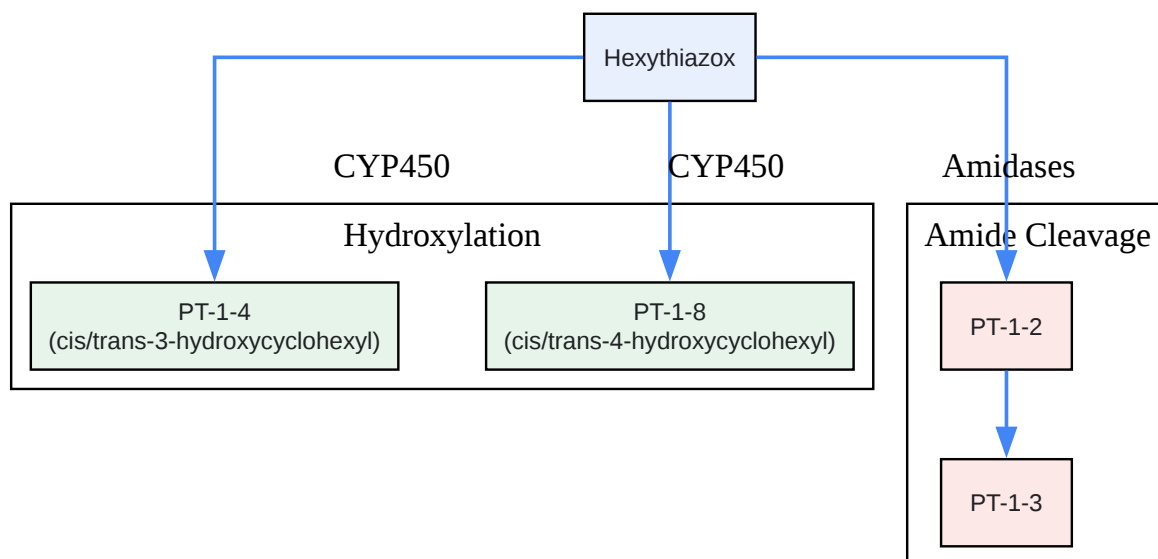 Hexythiazox
CYP450
CYP450
Amidases
Hydroxylation
Amide Cleavage
PT-1-4
(cis/trans-3-hydroxycyclohexyl)
PT-1-8
(cis/trans-4-hydroxycyclohexyl)
PT-1-2
PT-1-3